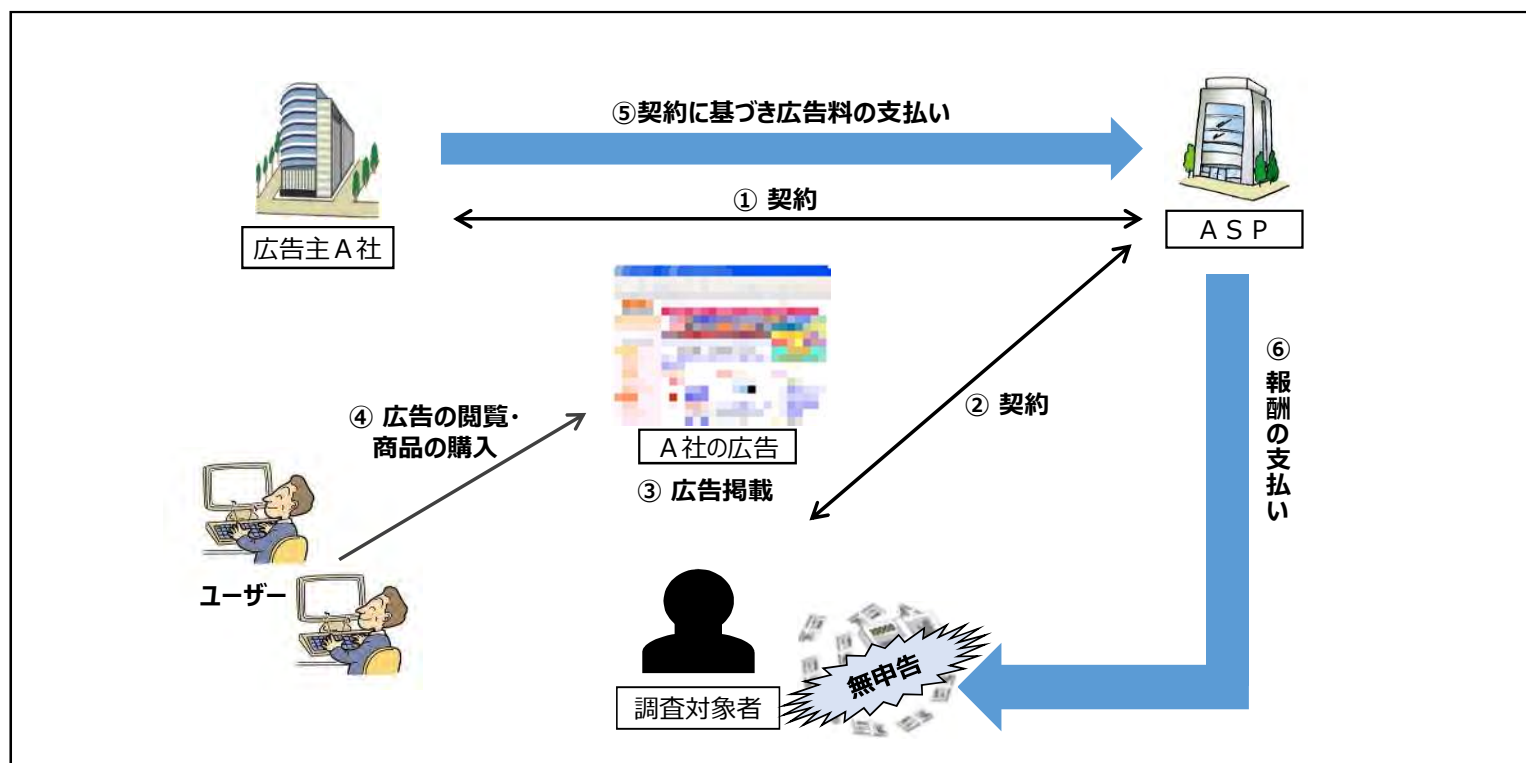 ⑤契約に基づき広告料の支払い
① 契約
広告主A社
ASP
④ 広告の閲覧・
商品の購入
A社の広告
③ 広告掲載
② 契約
⑥報酬の支払い
ユーザー
無申告
調査対象者